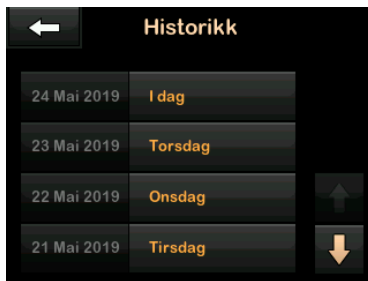 Historikk
24 Mai 2019 I dag
23 Mai 2019 Torsdag
22 Mai 2019 Onsdag
21 Mai 2019 Tirsdag